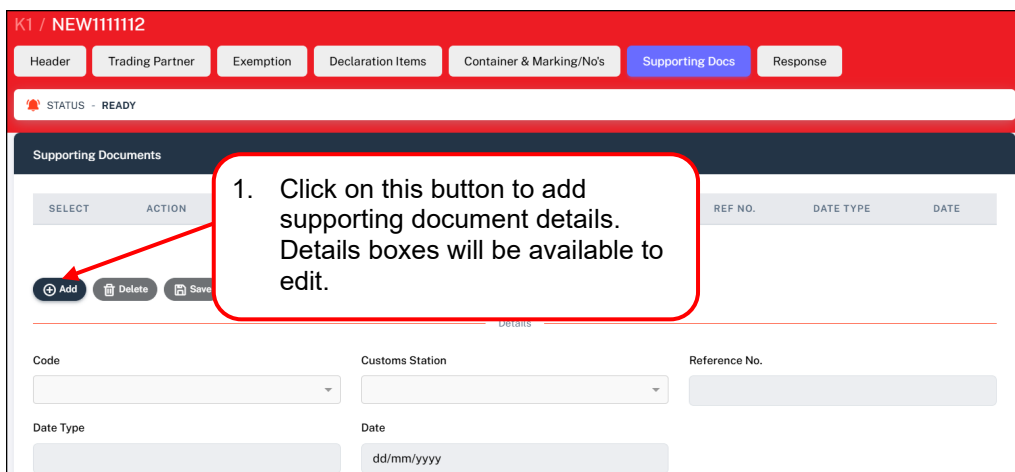 K1 / NEW1111112
Header Trading Partner Exemption Declaration Items Container & Marking/No's Supporting Docs Response
STATUS - READY
Supporting Documents
1. Click on this button to add
supporting document details.
Details boxes will be available to
edit.
SELECT ACTION REF NO. DATE TYPE DATE
Add Delete Save
Details
Code Customs Station Reference No.
Date Type Date
dd/mm/yyyy